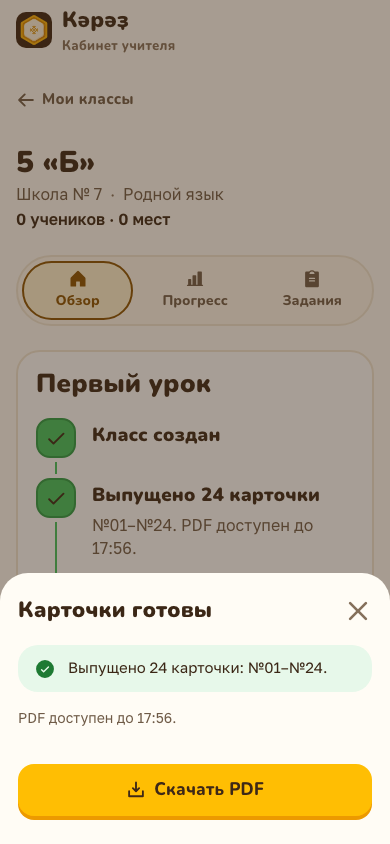 Кәрәҙ
Кабинет учителя
Мои классы
5 «Б»
Школа № 7 · Родной язык
0 учеников · 0 мест
Обзор
Прогресс
Задания
Первый урок
Класс создан
Выпущено 24 карточки
№01–№24. PDF доступен до
17:56.
Карточки готовы
Выпущено 24 карточки: №01–№24.
PDF доступен до 17:56.
Скачать PDF